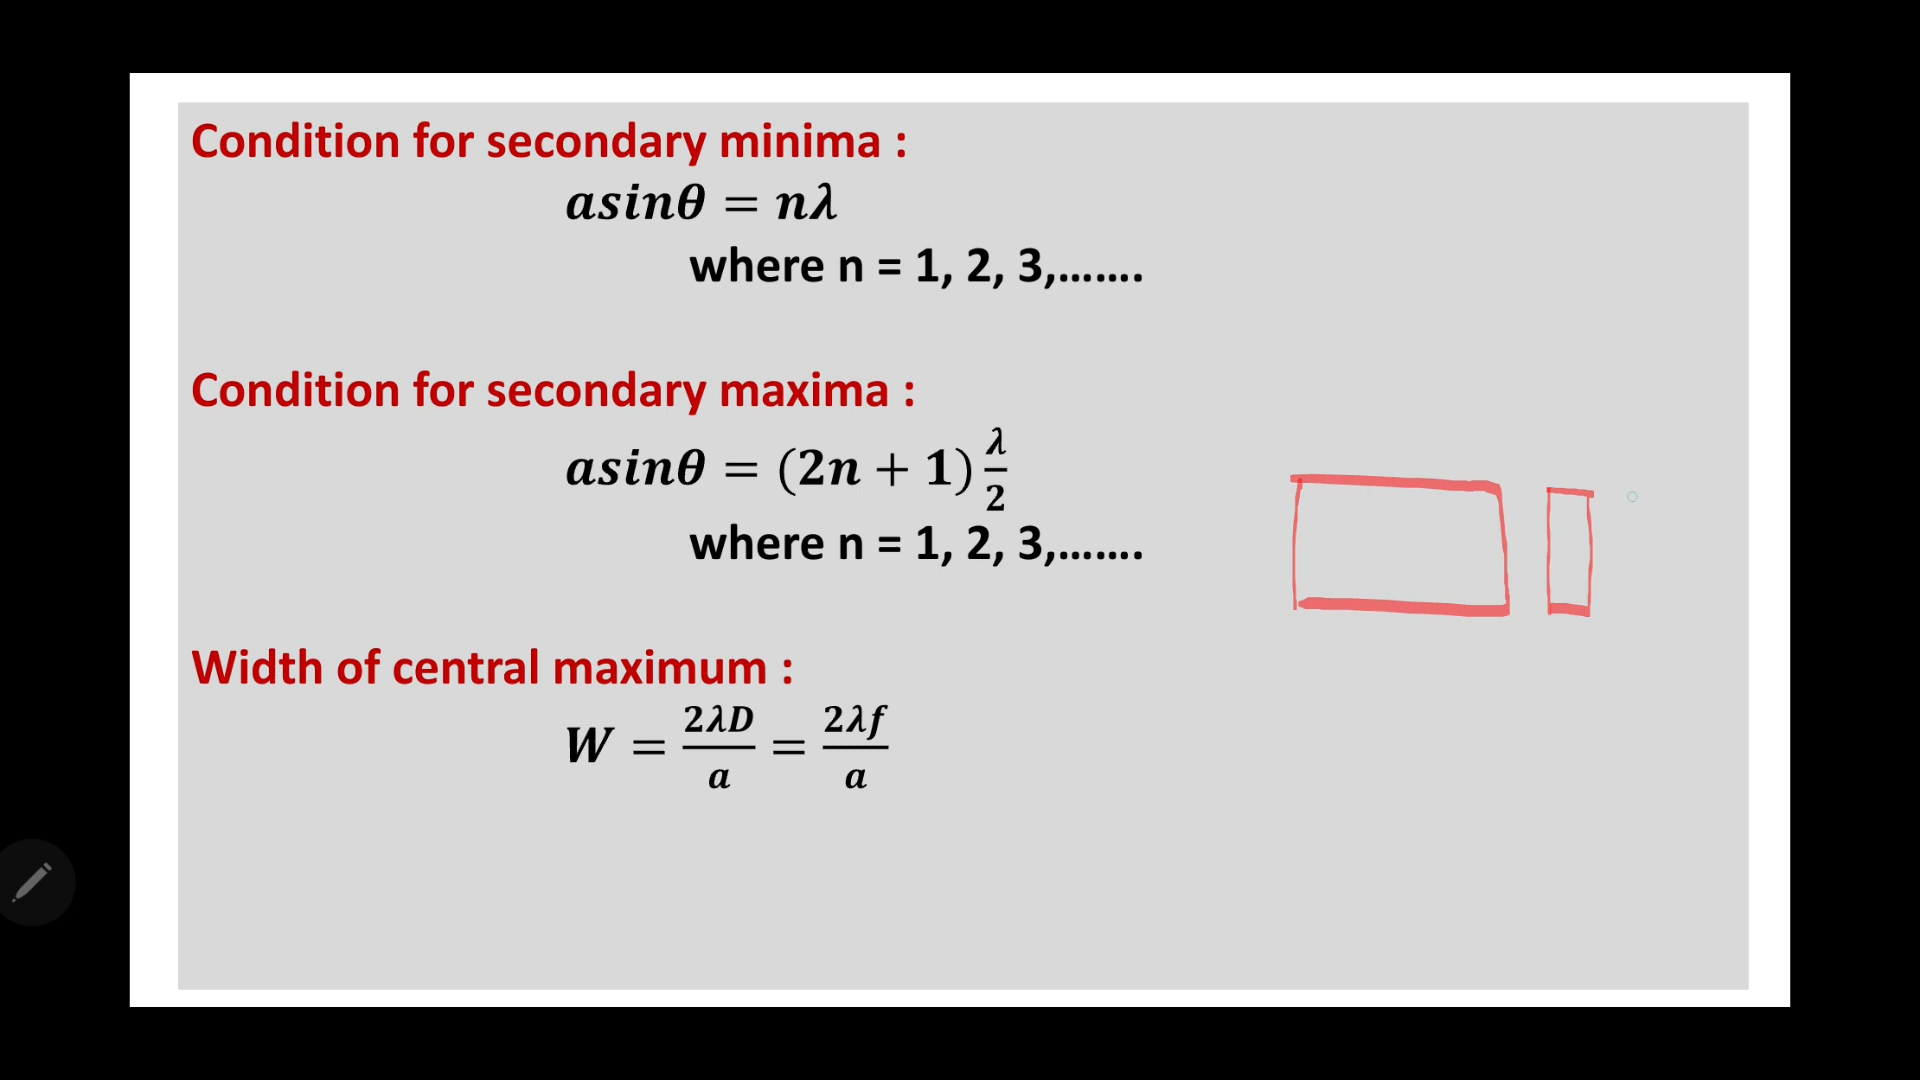 Condition for secondary minima :
asinθ = nλ
where n = 1, 2, 3,.......
Condition for secondary maxima :
asinθ = (2n + 1) λ/2
where n = 1, 2, 3,.......
Width of central maximum :
W = 2λD/a = 2λf/a